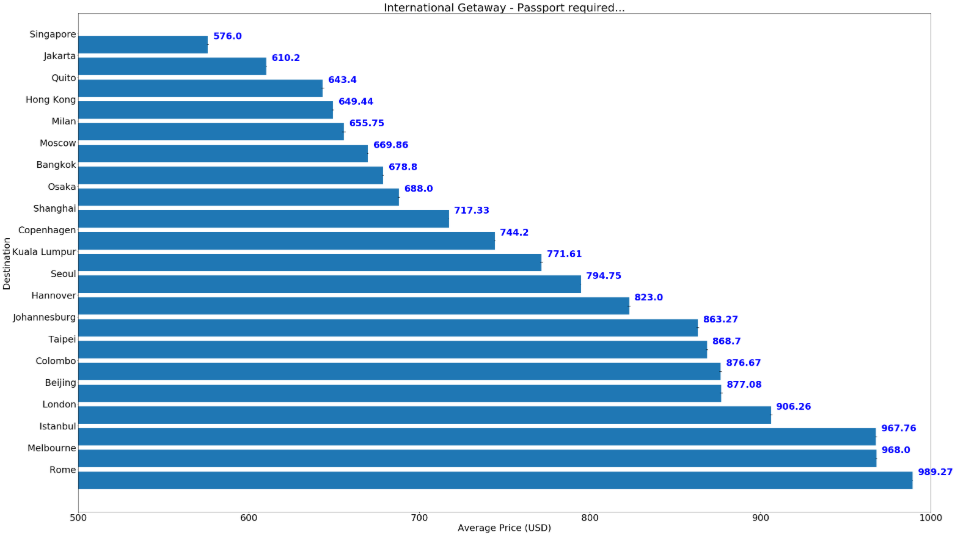 International Getaway - Passport required...
Singapore 576.0
Jakarta 610.2
Quito 643.4
Hong Kong 649.44
Milan 655.75
Moscow 669.86
Bangkok 678.8
Osaka 688.0
Shanghai 717.33
Copenhagen 744.2
Kuala Lumpur 771.61
Seoul 794.75
Hannover 823.0
Johannesburg 863.27
Taipei 868.7
Colombo 876.67
Beijing 877.08
London 906.26
Istanbul 967.76
Melbourne 968.0
Rome 989.27
Destination
500 600 700 800 900 1000
Average Price (USD)